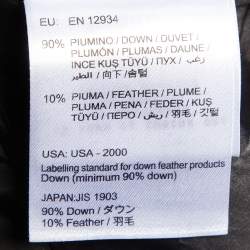 EU: EN 12934
90% PIUMINO / DOWN / DUVET /
PLUMÓN / PLUMAS / DAUNE /
INCE KUŞ TÜYÜ / ПУХ / زغب /
الطير / 向下 / 솜털
10% PIUMA / FEATHER / PLUME /
PLUMA / PENA / FEDER / KUŞ
TÜYÜ / ПЕРО / ريش / 羽毛 / 깃털
USA: USA - 2000
Labelling standard for down feather products
Down (minimum 90% down)
JAPAN:JIS 1903
90% Down / ダウン
10% Feather / 羽毛